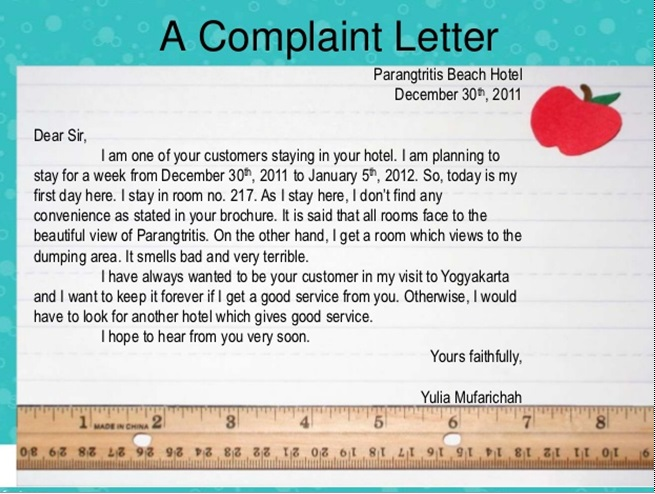 A Complaint Letter
Parangtritis Beach Hotel
December 30th, 2011
Dear Sir,
I am one of your customers staying in your hotel. I am planning to
stay for a week from December 30th, 2011 to January 5th, 2012. So, today is my
first day here. I stay in room no. 217. As I stay here, I don't find any
convenience as stated in your brochure. It is said that all rooms face to the
beautiful view of Parangtritis. On the other hand, I get a room which views to the
dumping area. It smells bad and very terrible.
I have always wanted to be your customer in my visit to Yogyakarta
and I want to keep it forever if I get a good service from you. Otherwise, I would
have to look for another hotel which gives good service.
I hope to hear from you very soon.
Yours faithfully,
Yulia Mufarichah
1 MADE IN CHINA 2 3 4 5 6 7 8